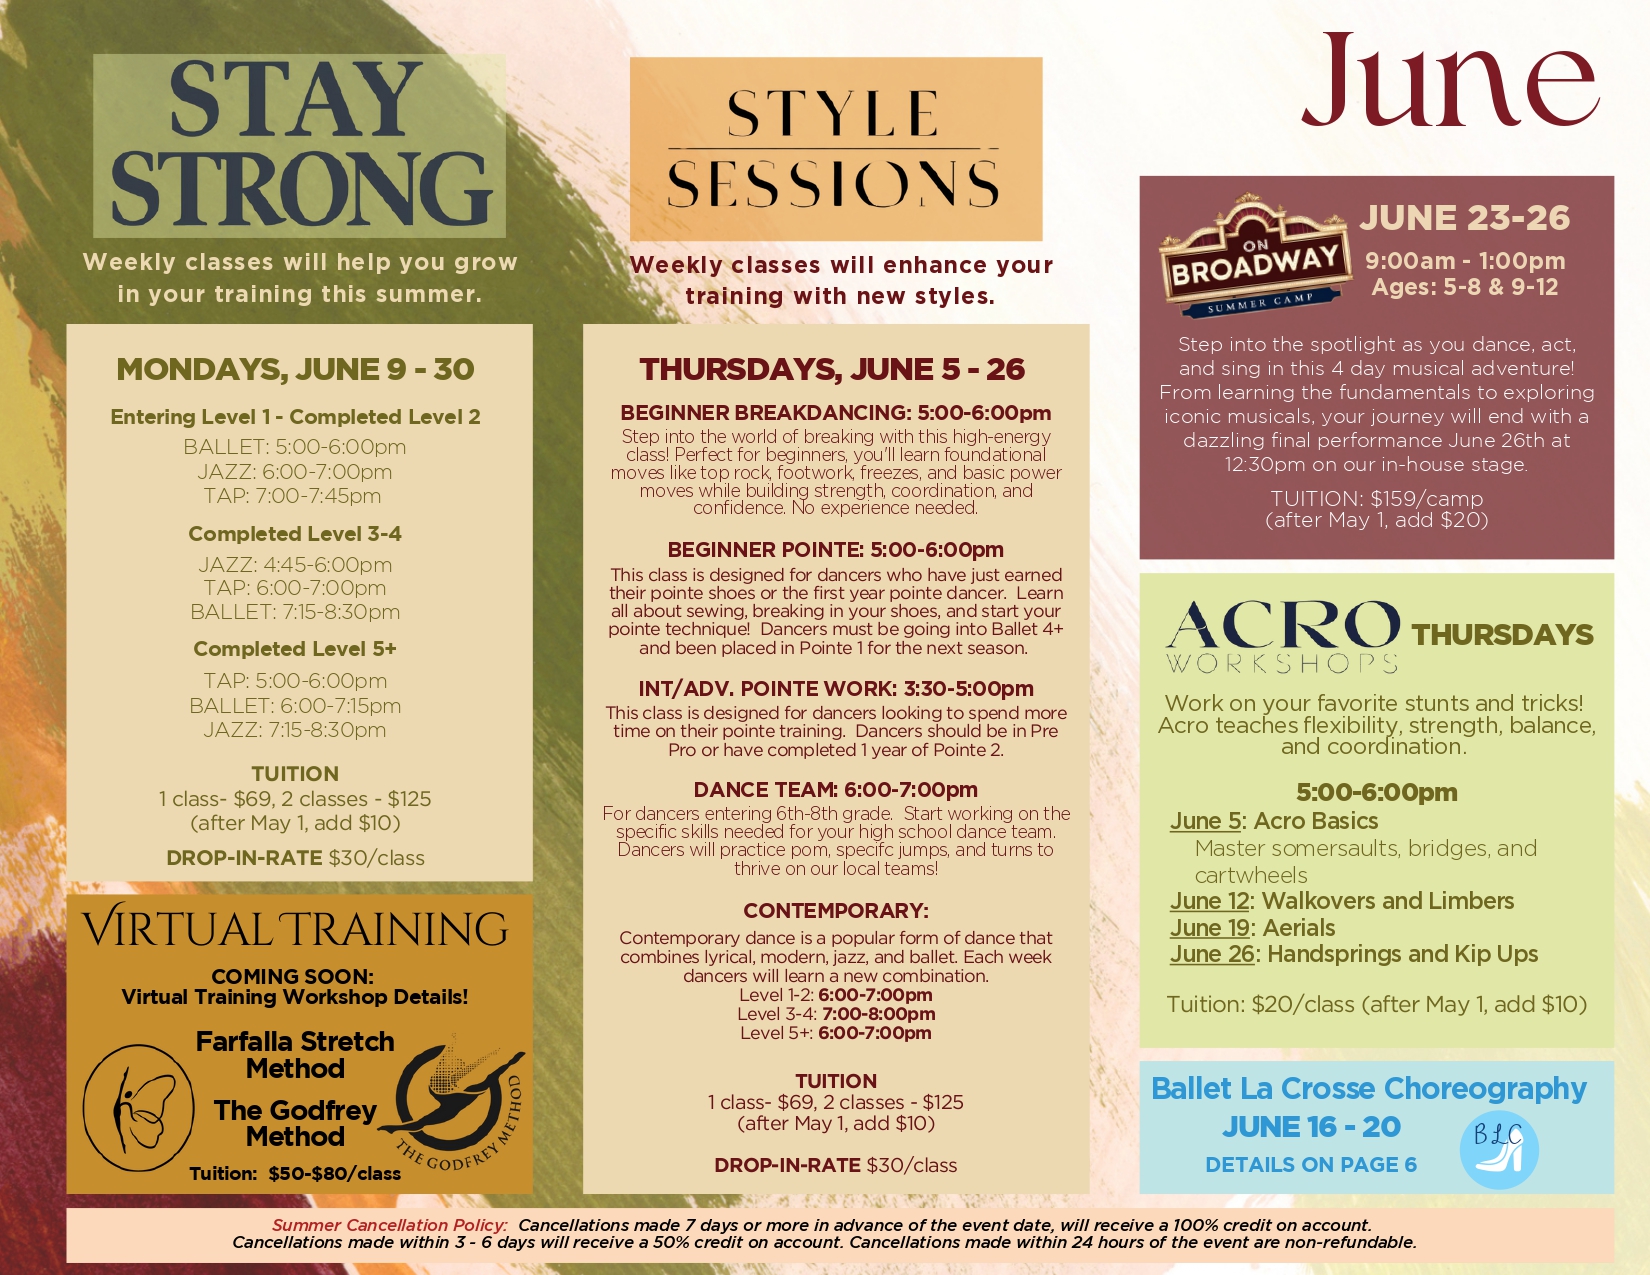 STAY
STRONG
Weekly classes will help you grow
in your training this summer.
MONDAYS, JUNE 9 - 30
Entering Level 1 - Completed Level 2
BALLET: 5:00-6:00pm
JAZZ: 6:00-7:00pm
TAP: 7:00-7:45pm
Completed Level 3-4
JAZZ: 4:45-6:00pm
TAP: 6:00-7:00pm
BALLET: 7:15-8:30pm
Completed Level 5+
TAP: 5:00-6:00pm
BALLET: 6:00-7:15pm
JAZZ: 7:15-8:30pm
TUITION
1 class- $69, 2 classes - $125
(after May 1, add $10)
DROP-IN-RATE $30/class
VIRTUAL TRAINING
COMING SOON:
Virtual Training Workshop Details!
Farfalla Stretch
Method
The Godfrey
Method
THE GODFREY METHOD
Tuition: $50-$80/class
STYLE
SESSIONS
Weekly classes will enhance your
training with new styles.
THURSDAYS, JUNE 5 - 26
BEGINNER BREAKDANCING: 5:00-6:00pm
Step into the world of breaking with this high-energy
class! Perfect for beginners, you'll learn foundational
moves like top rock, footwork, freezes, and basic power
moves while building strength, coordination, and
confidence. No experience needed.
BEGINNER POINTE: 5:00-6:00pm
This class is designed for dancers who have just earned
their pointe shoes or the first year pointe dancer. Learn
all about sewing, breaking in your shoes, and start your
pointe technique! Dancers must be going into Ballet 4+
and been placed in Pointe 1 for the next season.
INT/ADV. POINTE WORK: 3:30-5:00pm
This class is designed for dancers looking to spend more
time on their pointe training. Dancers should be in Pre
Pro or have completed 1 year of Pointe 2.
DANCE TEAM: 6:00-7:00pm
For dancers entering 6th-8th grade. Start working on the
specific skills needed for your high school dance team.
Dancers will practice pom, specifc jumps, and turns to
thrive on our local teams!
CONTEMPORARY:
Contemporary dance is a popular form of dance that
combines lyrical, modern, jazz, and ballet. Each week
dancers will learn a new combination.
Level 1-2: 6:00-7:00pm
Level 3-4: 7:00-8:00pm
Level 5+: 6:00-7:00pm
TUITION
1 class- $69, 2 classes - $125
(after May 1, add $10)
DROP-IN-RATE $30/class
June
ON
BROADWAY
SUMMER CAMP
JUNE 23-26
9:00am - 1:00pm
Ages: 5-8 & 9-12
Step into the spotlight as you dance, act,
and sing in this 4 day musical adventure!
From learning the fundamentals to exploring
iconic musicals, your journey will end with a
dazzling final performance June 26th at
12:30pm on our in-house stage.
TUITION: $159/camp
(after May 1, add $20)
ACRO
WORKSHOPS
THURSDAYS
Work on your favorite stunts and tricks!
Acro teaches flexibility, strength, balance,
and coordination.
5:00-6:00pm
June 5: Acro Basics
Master somersaults, bridges, and
cartwheels
June 12: Walkovers and Limbers
June 19: Aerials
June 26: Handsprings and Kip Ups
Tuition: $20/class (after May 1, add $10)
Ballet La Crosse Choreography
JUNE 16 - 20
DETAILS ON PAGE 6
BLC
Summer Cancellation Policy: Cancellations made 7 days or more in advance of the event date, will receive a 100% credit on account.
Cancellations made within 3 - 6 days will receive a 50% credit on account. Cancellations made within 24 hours of the event are non-refundable.